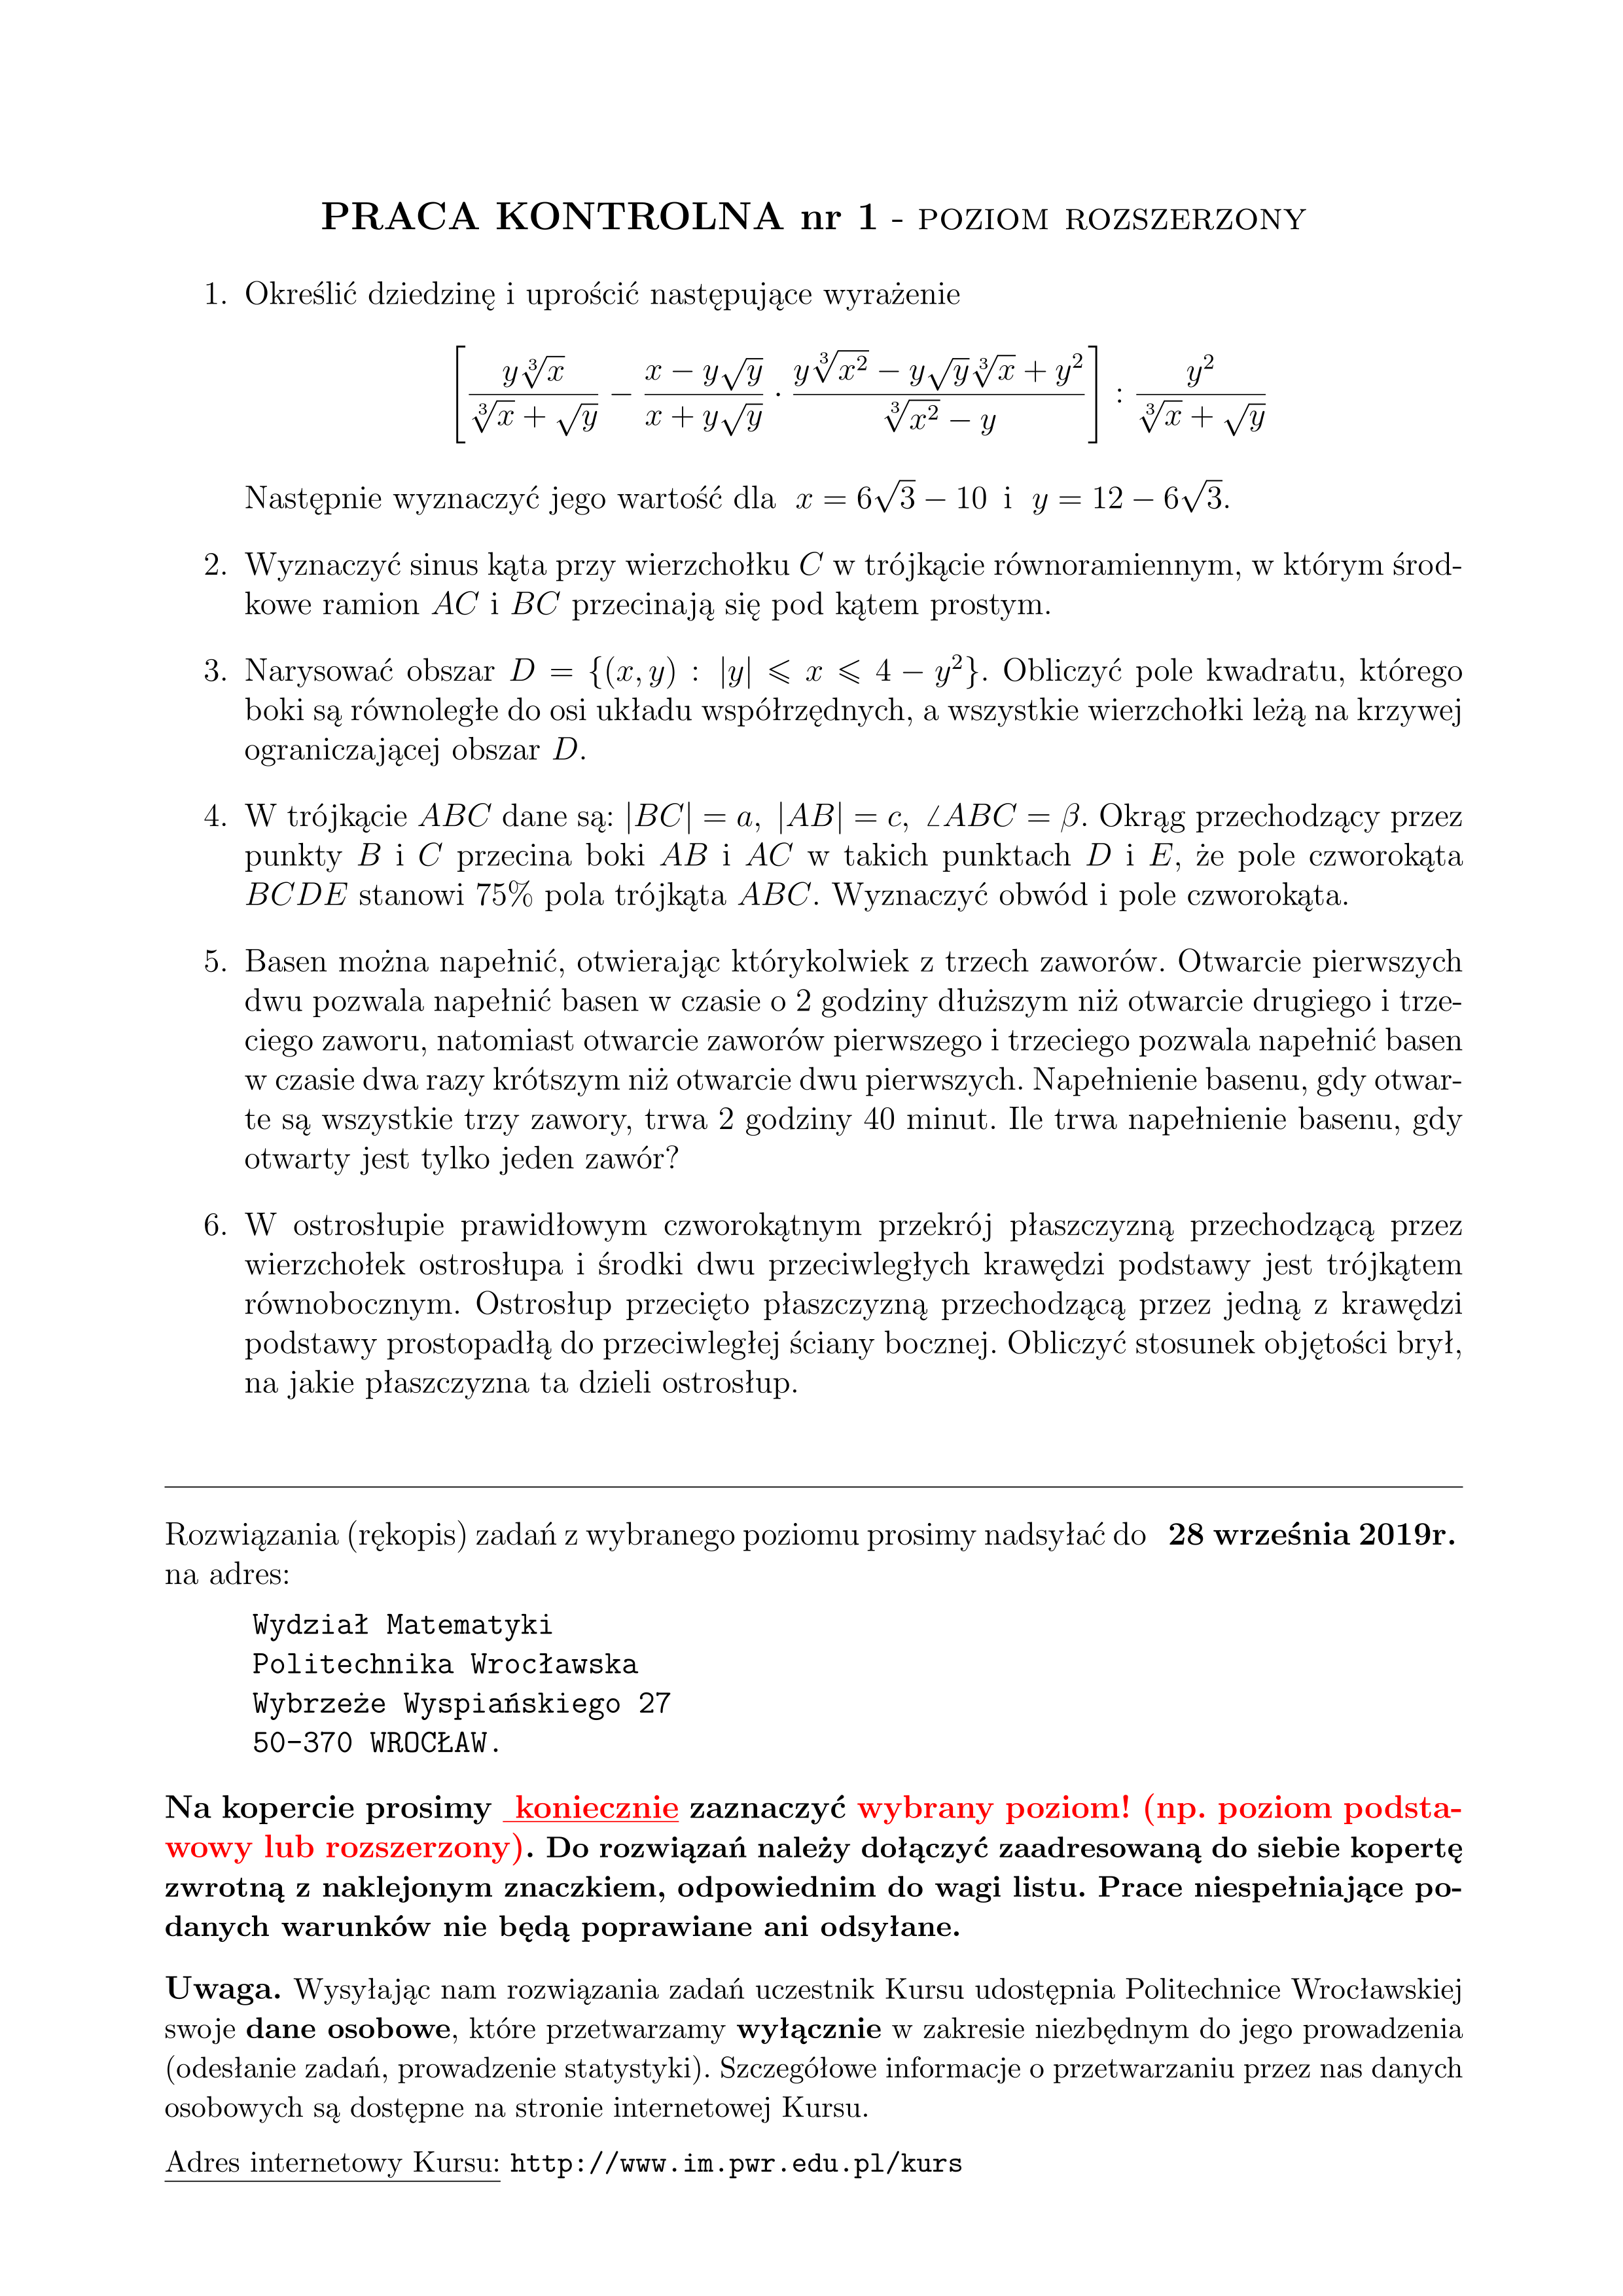 PRACA KONTROLNA nr 1 - POZIOM ROZSZERZONY
1. Określić dziedzinę i uprościć następujące wyrażenie
\left[ \frac{y\sqrt[3]{x}}{\sqrt[3]{x}+\sqrt{y}} - \frac{x-y\sqrt{y}}{x+y\sqrt{y}} \cdot \frac{y\sqrt[3]{x^2}-y\sqrt{y}\sqrt[3]{x}+y^2}{\sqrt[3]{x^2}-y} \right] : \frac{y^2}{\sqrt[3]{x}+\sqrt{y}}
Następnie wyznaczyć jego wartość dla x = 6√3 − 10 i y = 12 − 6√3.
2. Wyznaczyć sinus kąta przy wierzchołku C w trójkącie równoramiennym, w którym środ-
kowe ramion AC i BC przecinają się pod kątem prostym.
3. Narysować obszar D = {(x, y) : |y| ⩽ x ⩽ 4 − y²}. Obliczyć pole kwadratu, którego
boki są równoległe do osi układu współrzędnych, a wszystkie wierzchołki leżą na krzywej
ograniczającej obszar D.
4. W trójkącie ABC dane są: |BC| = a, |AB| = c, ∠ABC = β. Okrąg przechodzący przez
punkty B i C przecina boki AB i AC w takich punktach D i E, że pole czworokąta
BCDE stanowi 75% pola trójkąta ABC. Wyznaczyć obwód i pole czworokąta.
5. Basen można napełnić, otwierając którykolwiek z trzech zaworów. Otwarcie pierwszych
dwu pozwala napełnić basen w czasie o 2 godziny dłuższym niż otwarcie drugiego i trze-
ciego zaworu, natomiast otwarcie zaworów pierwszego i trzeciego pozwala napełnić basen
w czasie dwa razy krótszym niż otwarcie dwu pierwszych. Napełnienie basenu, gdy otwar-
te są wszystkie trzy zawory, trwa 2 godziny 40 minut. Ile trwa napełnienie basenu, gdy
otwarty jest tylko jeden zawór?
6. W ostrosłupie prawidłowym czworokątnym przekrój płaszczyzną przechodzącą przez
wierzchołek ostrosłupa i środki dwu przeciwległych krawędzi podstawy jest trójkątem
równobocznym. Ostrosłup przecięto płaszczyzną przechodzącą przez jedną z krawędzi
podstawy prostopadłą do przeciwległej ściany bocznej. Obliczyć stosunek objętości brył,
na jakie płaszczyzna ta dzieli ostrosłup.
Rozwiązania (rękopis) zadań z wybranego poziomu prosimy nadsyłać do 28 września 2019r.
na adres:
Wydział Matematyki
Politechnika Wrocławska
Wybrzeże Wyspiańskiego 27
50-370 WROCŁAW.
Na kopercie prosimy koniecznie zaznaczyć wybrany poziom! (np. poziom podsta-
wowy lub rozszerzony). Do rozwiązań należy dołączyć zaadresowaną do siebie kopertę
zwrotną z naklejonym znaczkiem, odpowiednim do wagi listu. Prace niespełniające po-
danych warunków nie będą poprawiane ani odsyłane.
Uwaga. Wysyłając nam rozwiązania zadań uczestnik Kursu udostępnia Politechnice Wrocławskiej
swoje dane osobowe, które przetwarzamy wyłącznie w zakresie niezbędnym do jego prowadzenia
(odesłanie zadań, prowadzenie statystyki). Szczegółowe informacje o przetwarzaniu przez nas danych
osobowych są dostępne na stronie internetowej Kursu.
Adres internetowy Kursu: http://www.im.pwr.edu.pl/kurs